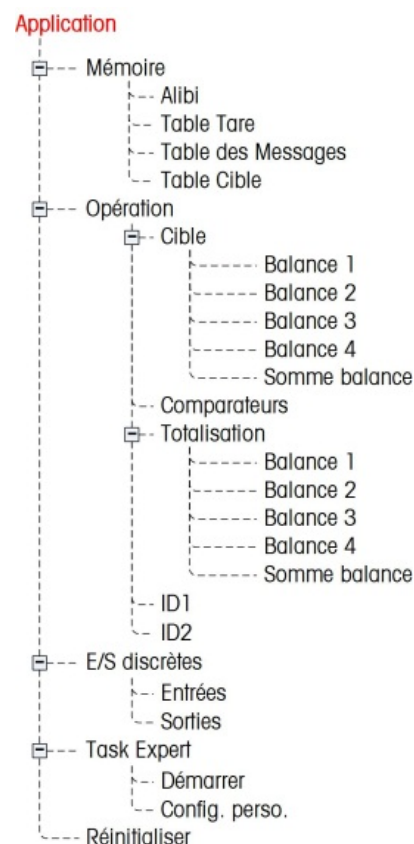 Application
Mémoire
Alibi
Table Tare
Table des Messages
Table Cible
Opération
Cible
Balance 1
Balance 2
Balance 3
Balance 4
Somme balance
Comparateurs
Totalisation
Balance 1
Balance 2
Balance 3
Balance 4
Somme balance
ID1
ID2
E/S discrètes
Entrées
Sorties
Task Expert
Démarrer
Config. perso.
Réinitialiser